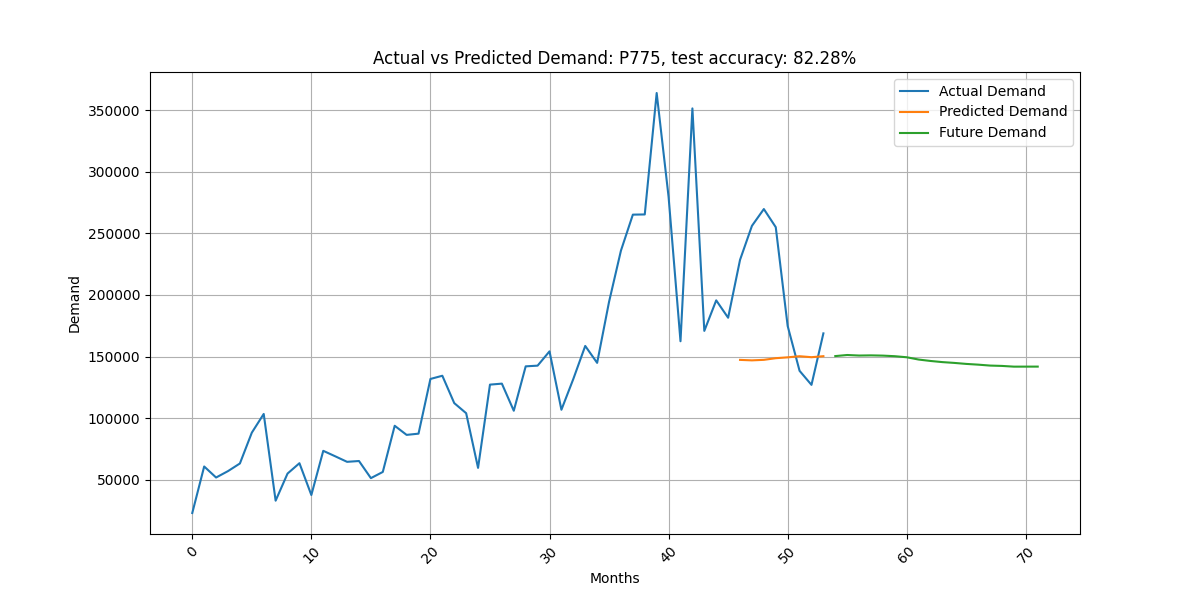 Actual vs Predicted Demand: P775, test accuracy: 82.28%
Actual Demand
Predicted Demand
Future Demand
350000
300000
250000
200000
150000
100000
50000
Demand
0 10 20 30 40 50 60 70
Months